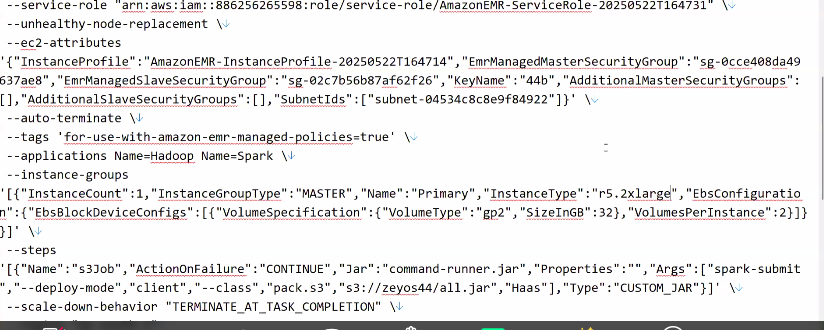 --service-role "arn:aws:iam::886256265598:role/service-role/AmazonEMR-ServiceRole-20250522T164731" \
--unhealthy-node-replacement \
--ec2-attributes
'{"InstanceProfile":"AmazonEMR-InstanceProfile-20250522T164714","EmrManagedMasterSecurityGroup":"sg-0cce408da49
637ae8","EmrManagedSlaveSecurityGroup":"sg-02c7b56b87af62f26","KeyName":"44b","AdditionalMasterSecurityGroups":
[],"AdditionalSlaveSecurityGroups":[],"SubnetIds":["subnet-04534c8c8e9f84922"]}' \
--auto-terminate \
--tags 'for-use-with-amazon-emr-managed-policies=true' \
--applications Name=Hadoop Name=Spark \
--instance-groups
'[{"InstanceCount":1,"InstanceGroupType":"MASTER","Name":"Primary","InstanceType":"r5.2xlarge","EbsConfiguratio
n":{"EbsBlockDeviceConfigs":[{"VolumeSpecification":{"VolumeType":"gp2","SizeInGB":32},"VolumesPerInstance":2}]}
}]' \
--steps
'[{"Name":"s3Job","ActionOnFailure":"CONTINUE","Jar":"command-runner.jar","Properties":"","Args":["spark-submit
","--deploy-mode","client","--class","pack.s3","s3://zeyos44/all.jar","Haas"],"Type":"CUSTOM_JAR"}]' \
--scale-down-behavior "TERMINATE_AT_TASK_COMPLETION" \